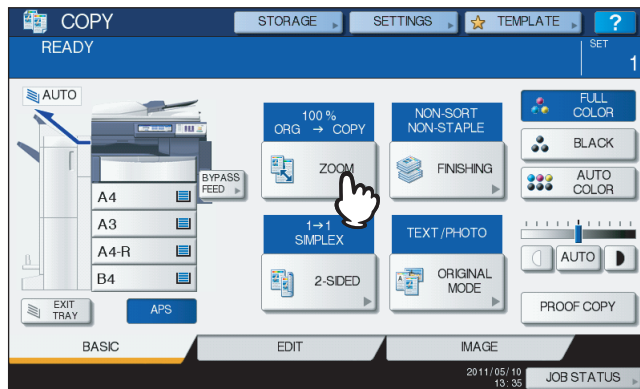 COPY
STORAGE
SETTINGS
TEMPLATE
?
READY
SET
1
AUTO
BYPASS
FEED
A4
A3
A4-R
B4
EXIT
TRAY
APS
100 %
ORG → COPY
ZOOM
NON-SORT
NON-STAPLE
FINISHING
1→1
SIMPLEX
2-SIDED
TEXT/PHOTO
ORIGINAL
MODE
FULL
COLOR
BLACK
AUTO
COLOR
AUTO
PROOF COPY
BASIC
EDIT
IMAGE
2011/05/10
13:35
JOB STATUS